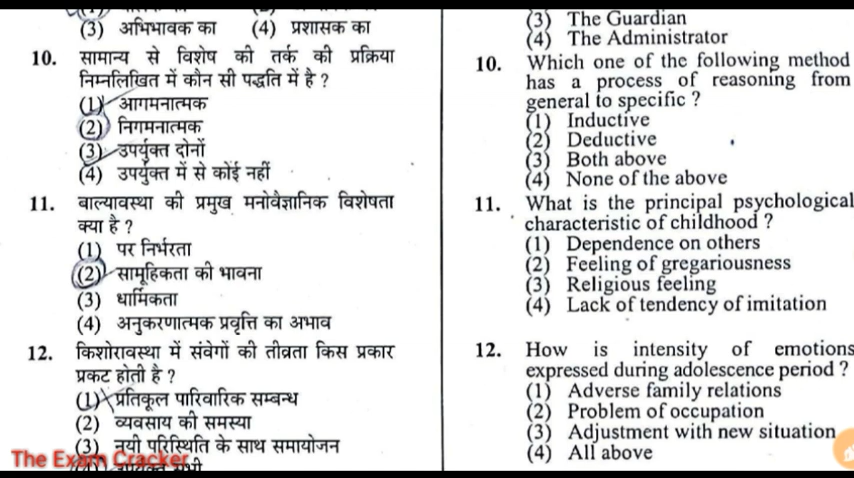 (3) अभिभावक का (4) प्रशासक का
10. सामान्य से विशेष की तर्क की प्रक्रिया
निम्नलिखित में कौन सी पद्धति में है ?
(1) आगमनात्मक
(2) निगमनात्मक
(3) उपर्युक्त दोनों
(4) उपर्युक्त में से कोई नहीं
11. बाल्यावस्था की प्रमुख मनोवैज्ञानिक विशेषता
क्या है ?
(1) पर निर्भरता
(2) सामूहिकता की भावना
(3) धार्मिकता
(4) अनुकरणात्मक प्रवृत्ति का अभाव
12. किशोरावस्था में संवेगों की तीव्रता किस प्रकार
प्रकट होती है ?
(1) प्रतिकूल पारिवारिक सम्बन्ध
(2) व्यवसाय की समस्या
(3) नयी परिस्थिति के साथ समायोजन
The Exam Cracker
(3) The Guardian
(4) The Administrator
10. Which one of the following method
has a process of reasoning from
general to specific ?
(1) Inductive
(2) Deductive
(3) Both above
(4) None of the above
11. What is the principal psychological
characteristic of childhood ?
(1) Dependence on others
(2) Feeling of gregariousness
(3) Religious feeling
(4) Lack of tendency of imitation
12. How is intensity of emotions
expressed during adolescence period ?
(1) Adverse family relations
(2) Problem of occupation
(3) Adjustment with new situation
(4) All above